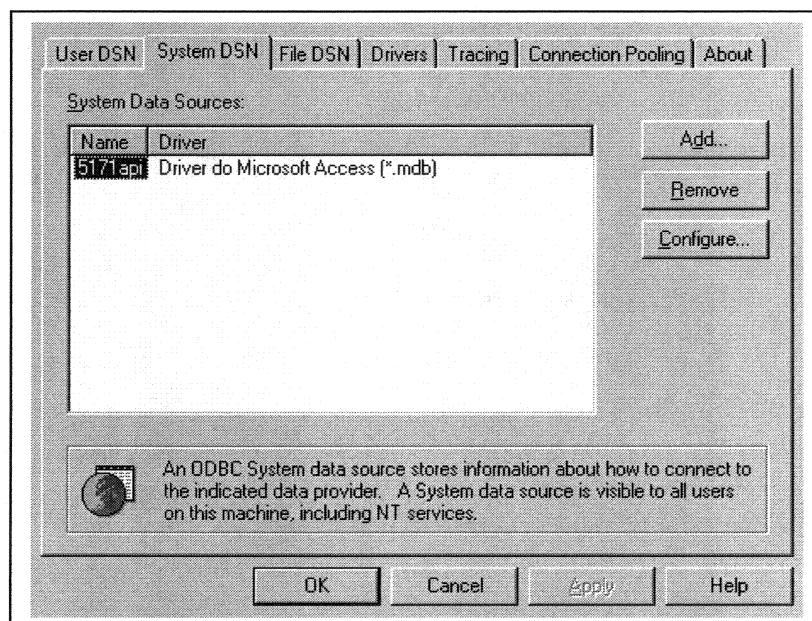 User DSN System DSN File DSN Drivers Tracing Connection Pooling About
System Data Sources:
Name Driver
5171api Driver do Microsoft Access (*.mdb)
Add...
Remove
Configure...
An ODBC System data source stores information about how to connect to
the indicated data provider. A System data source is visible to all users
on this machine, including NT services.
OK Cancel Apply Help